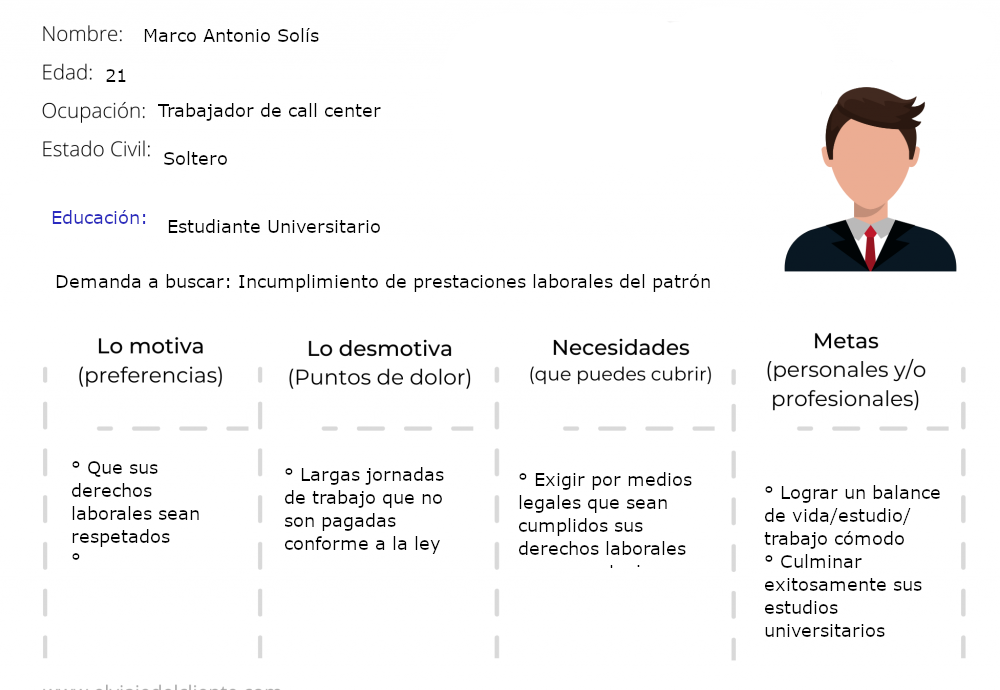 Nombre: Marco Antonio Solís
Edad: 21
Ocupación: Trabajador de call center
Estado Civil: Soltero
Educación: Estudiante Universitario
Demanda a buscar: Incumplimiento de prestaciones laborales del patrón
Lo motiva
(preferencias)
° Que sus
derechos
laborales sean
respetados
°
Lo desmotiva
(Puntos de dolor)
° Largas jornadas
de trabajo que no
son pagadas
conforme a la ley
Necesidades
(que puedes cubrir)
° Exigir por medios
legales que sean
cumplidos sus
derechos laborales
Metas
(personales y/o
profesionales)
° Lograr un balance
de vida/estudio/
trabajo cómodo
° Culminar
exitosamente sus
estudios
universitarios